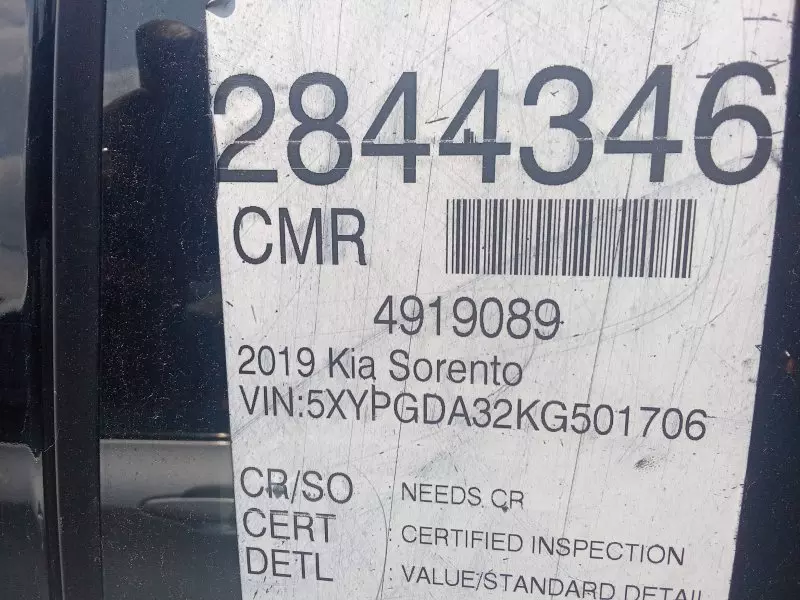 2844346
CMR
4919089
2019 Kia Sorento
VIN:5XYPGDA32KG501706
CR/SO : NEEDS CR
CERT : CERTIFIED INSPECTION
DETL : VALUE/STANDARD DETAIL